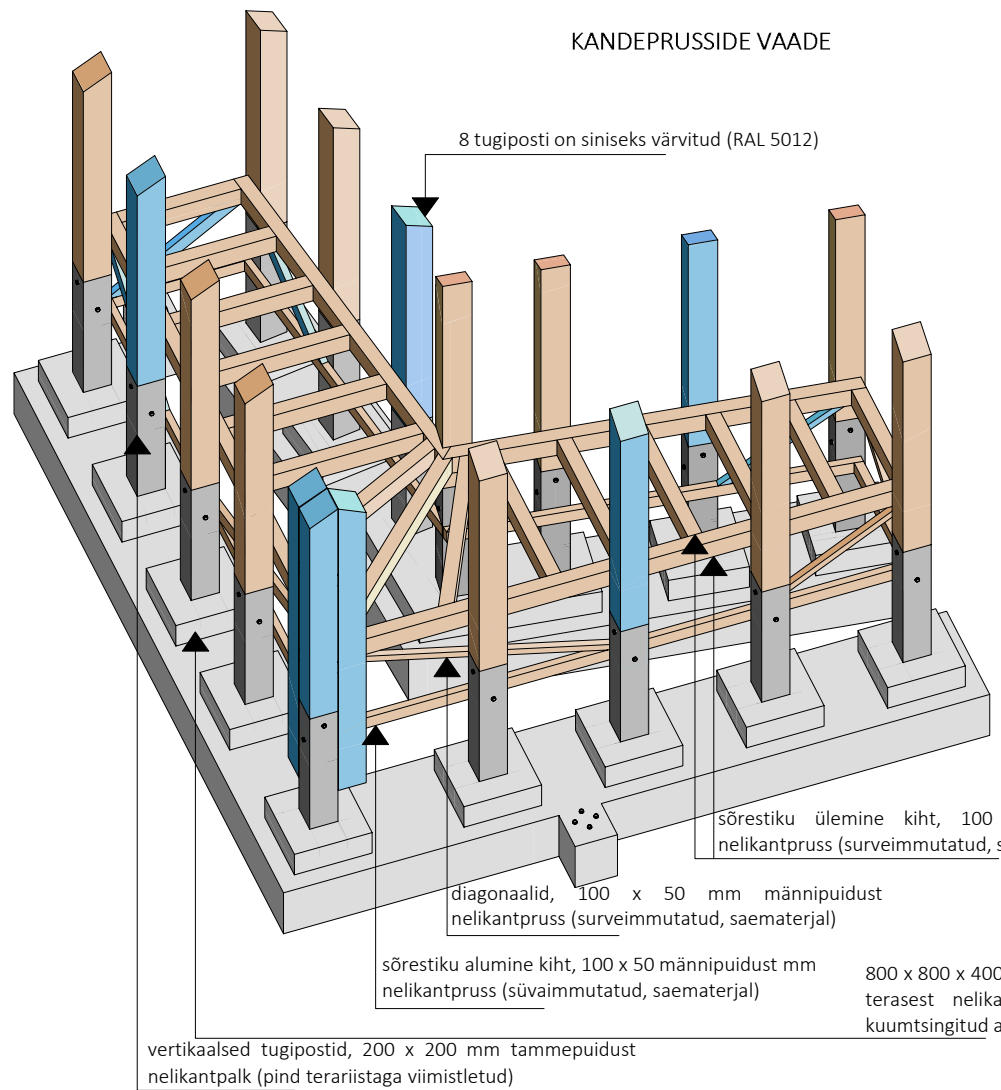 KANDEPRUSSIDE VAADE
8 tugiposti on siniseks värvitud (RAL 5012)
sõrestiku ülemine kiht, 100
nelikantpruss (surveimmutatud,
diagonaalid, 100 x 50 mm männipuidust
nelikantpruss (surveimmutatud, saematerjal)
sõrestiku alumine kiht, 100 x 50 männipuidust mm
nelikantpruss (süvaimmutatud, saematerjal)
800 x 800 x 400
terasest
kuumtsingitud
vertikaalsed tugipostid, 200 x 200 mm tammepuidust
nelikantpalk (pind terariistaga viimistletud)